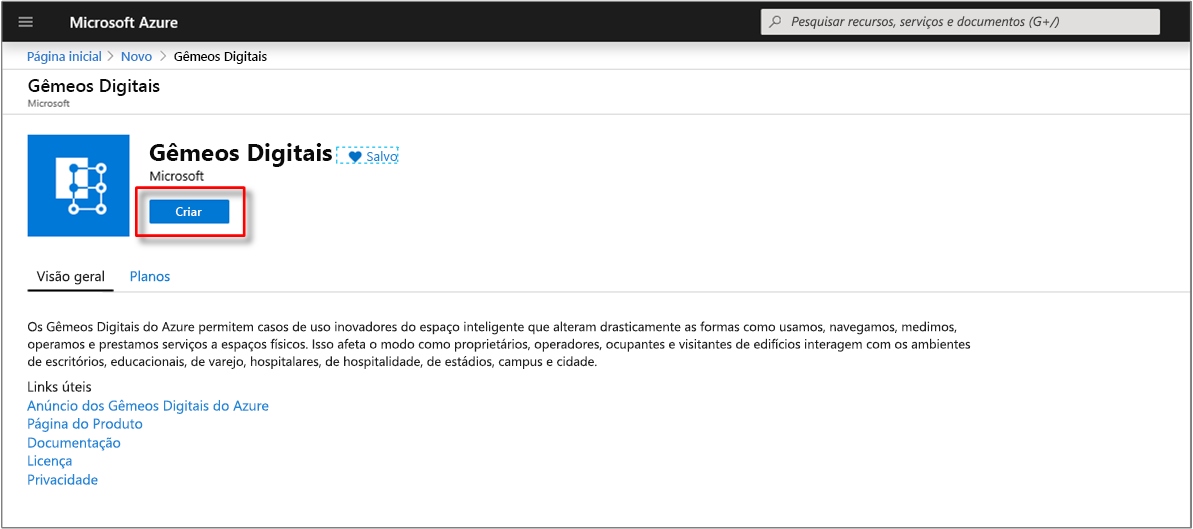 Microsoft Azure
Pesquisar recursos, serviços e documentos (G+/)
Página inicial > Novo > Gêmeos Digitais
Gêmeos Digitais
Microsoft
Gêmeos Digitais
Salvo
Microsoft
Criar
Visão geral
Planos
Os Gêmeos Digitais do Azure permitem casos de uso inovadores do espaço inteligente que alteram drasticamente as formas como usamos, navegamos, medimos,
operamos e prestamos serviços a espaços físicos. Isso afeta o modo como proprietários, operadores, ocupantes e visitantes de edifícios interagem com os ambientes
de escritórios, educacionais, de varejo, hospitalares, de hospitalidade, de estádios, campus e cidade.
Links úteis
Anúncio dos Gêmeos Digitais do Azure
Página do Produto
Documentação
Licença
Privacidade